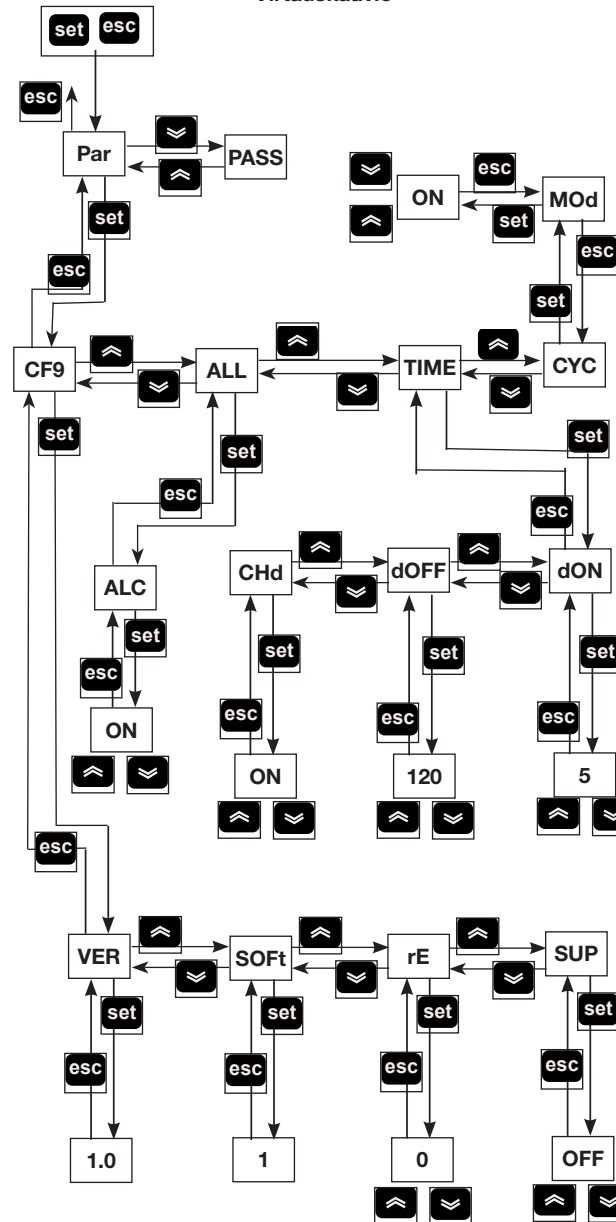 Virtauskaavio
set esc
esc
Par
PASS
set
esc
ON
esc
MOd
set
esc
set
CF9
ALL
TIME
CYC
set
set
set
esc
esc
ALC
CHd
dOFF
dON
set
set
set
set
esc
esc
esc
esc
ON
ON
120
5
esc
VER
SOFt
rE
SUP
set
set
set
set
esc
esc
esc
esc
1.0
1
0
OFF